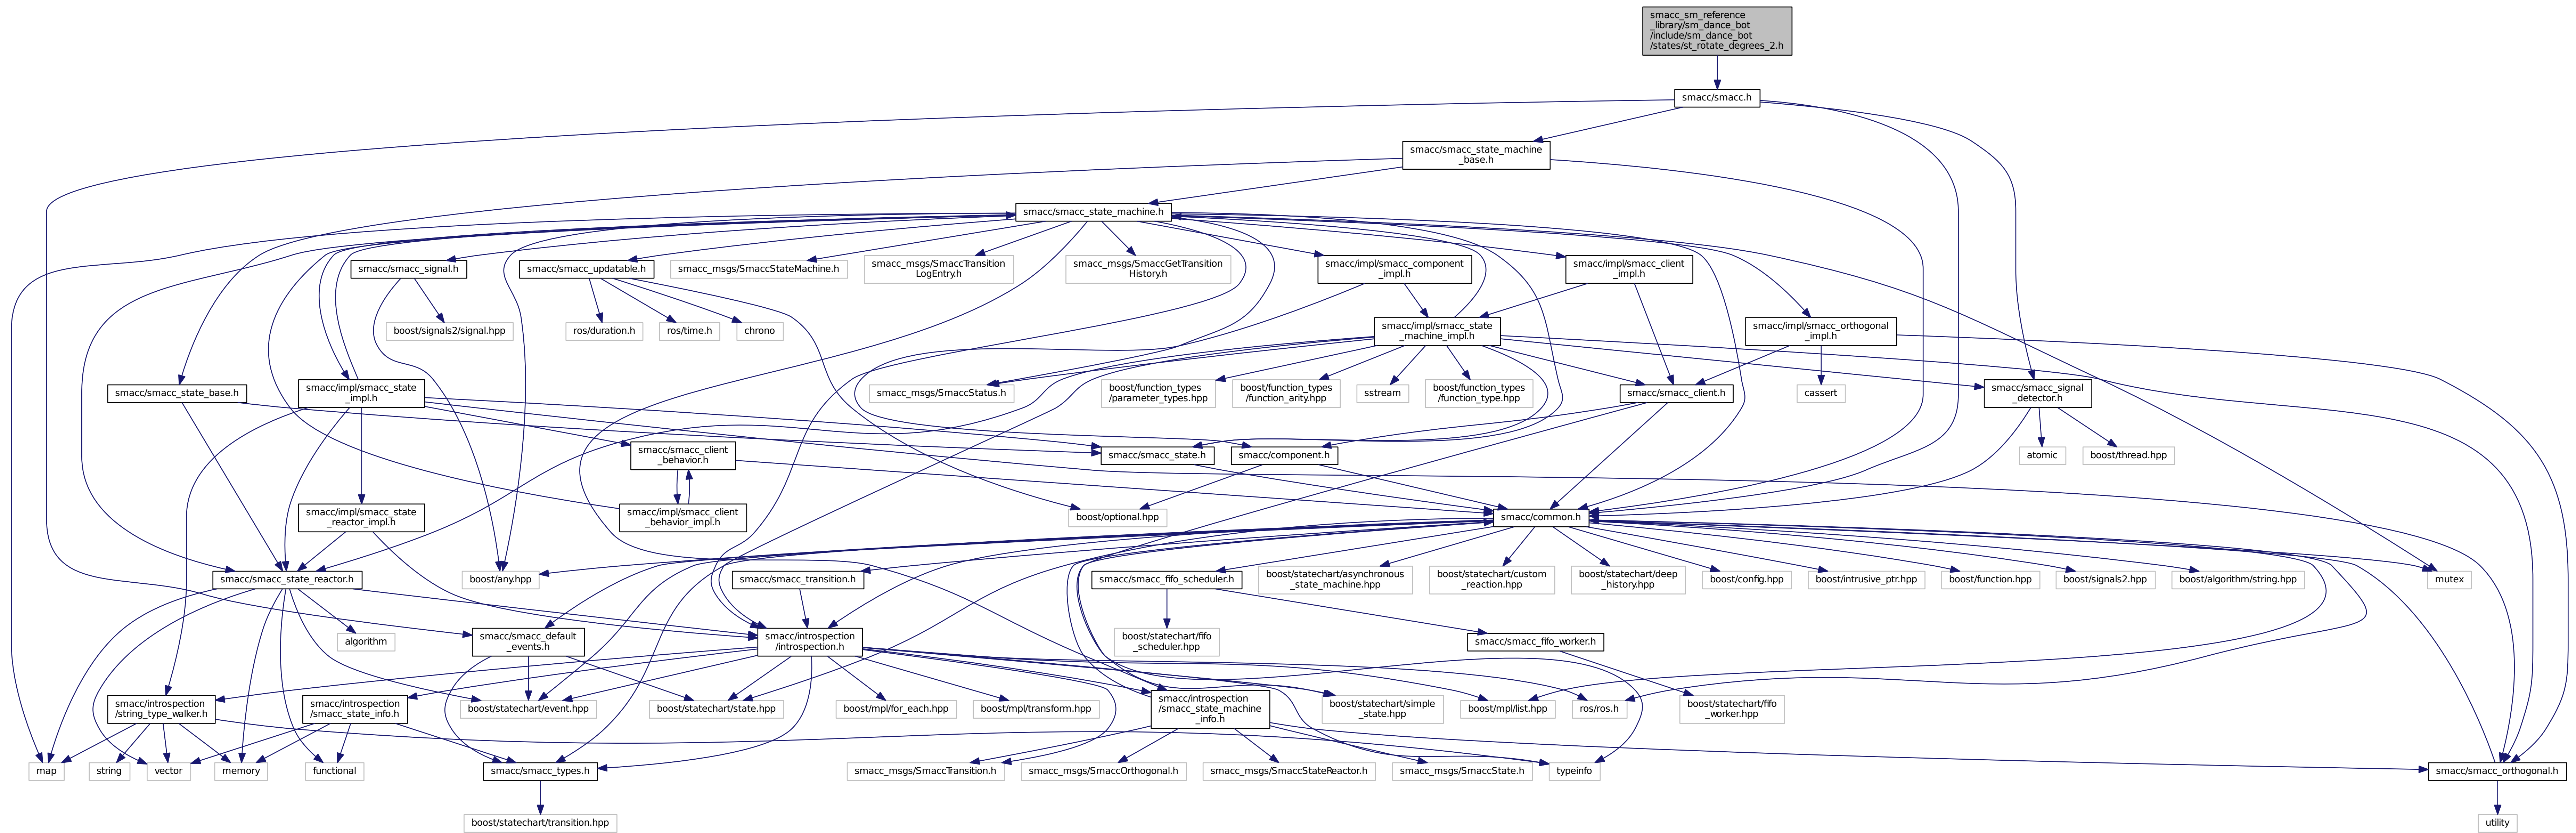 smacc_sm_reference
_library/sm_dance_bot
/include/sm_dance_bot
/states/st_rotate_degrees_2.h
smacc/smacc.h
smacc/smacc_state_machine
_base.h
smacc/smacc_state_machine.h
smacc/smacc_signal.h
smacc/smacc_updatable.h
smacc_msgs/SmaccStateMachine.h
smacc_msgs/SmaccTransition
LogEntry.h
smacc_msgs/SmaccGetTransition
History.h
smacc/impl/smacc_component
_impl.h
smacc/impl/smacc_client
_impl.h
boost/signals2/signal.hpp
ros/duration.h
ros/time.h
chrono
smacc/impl/smacc_state
_machine_impl.h
smacc/impl/smacc_orthogonal
_impl.h
smacc/smacc_state_base.h
smacc/impl/smacc_state
_impl.h
smacc_msgs/SmaccStatus.h
boost/function_types
/parameter_types.hpp
boost/function_types
/function_arity.hpp
sstream
boost/function_types
/function_type.hpp
smacc/smacc_client.h
cassert
smacc/smacc_signal
_detector.h
smacc/smacc_client
_behavior.h
smacc/smacc_state.h
smacc/component.h
atomic
boost/thread.hpp
smacc/impl/smacc_state
_reactor_impl.h
smacc/impl/smacc_client
_behavior_impl.h
boost/optional.hpp
smacc/common.h
smacc/smacc_state_reactor.h
boost/any.hpp
smacc/smacc_transition.h
smacc/smacc_fifo_scheduler.h
boost/statechart/asynchronous
_state_machine.hpp
boost/statechart/custom
_reaction.hpp
boost/statechart/deep
_history.hpp
boost/config.hpp
boost/intrusive_ptr.hpp
boost/function.hpp
boost/signals2.hpp
boost/algorithm/string.hpp
mutex
algorithm
smacc/smacc_default
_events.h
smacc/introspection
/introspection.h
boost/statechart/fifo
_scheduler.hpp
smacc/smacc_fifo_worker.h
smacc/introspection
/string_type_walker.h
smacc/introspection
/smacc_state_info.h
boost/statechart/event.hpp
boost/statechart/state.hpp
boost/mpl/for_each.hpp
boost/mpl/transform.hpp
smacc/introspection
/smacc_state_machine
_info.h
boost/statechart/simple
_state.hpp
boost/mpl/list.hpp
ros/ros.h
boost/statechart/fifo
_worker.hpp
map
string
vector
memory
functional
smacc/smacc_types.h
smacc_msgs/SmaccTransition.h
smacc_msgs/SmaccOrthogonal.h
smacc_msgs/SmaccStateReactor.h
smacc_msgs/SmaccState.h
typeinfo
smacc/smacc_orthogonal.h
boost/statechart/transition.hpp
utility